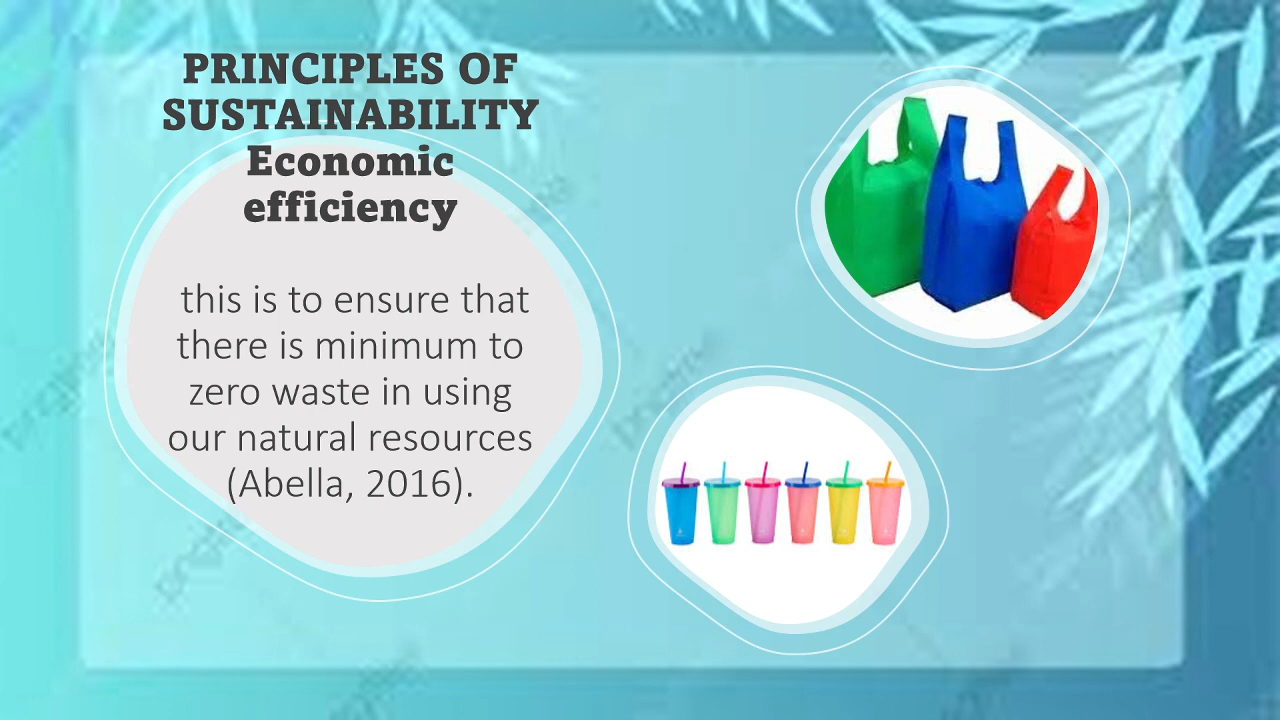 PRINCIPLES OF
SUSTAINABILITY
Economic
efficiency
this is to ensure that
there is minimum to
zero waste in using
our natural resources
(Abella, 2016).